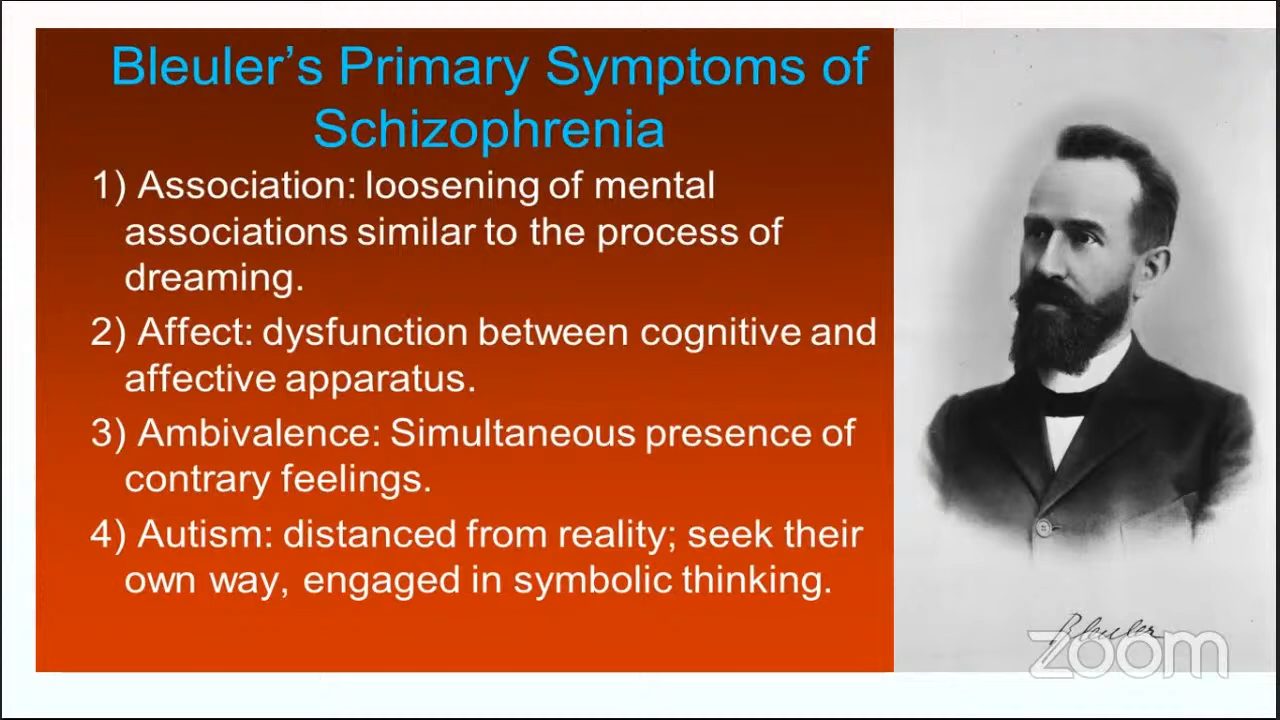 Bleuler's Primary Symptoms of
Schizophrenia
1) Association: loosening of mental
associations similar to the process of
dreaming.
2) Affect: dysfunction between cognitive and
affective apparatus.
3) Ambivalence: Simultaneous presence of
contrary feelings.
4) Autism: distanced from reality; seek their
own way, engaged in symbolic thinking.
Bleuler
zoom